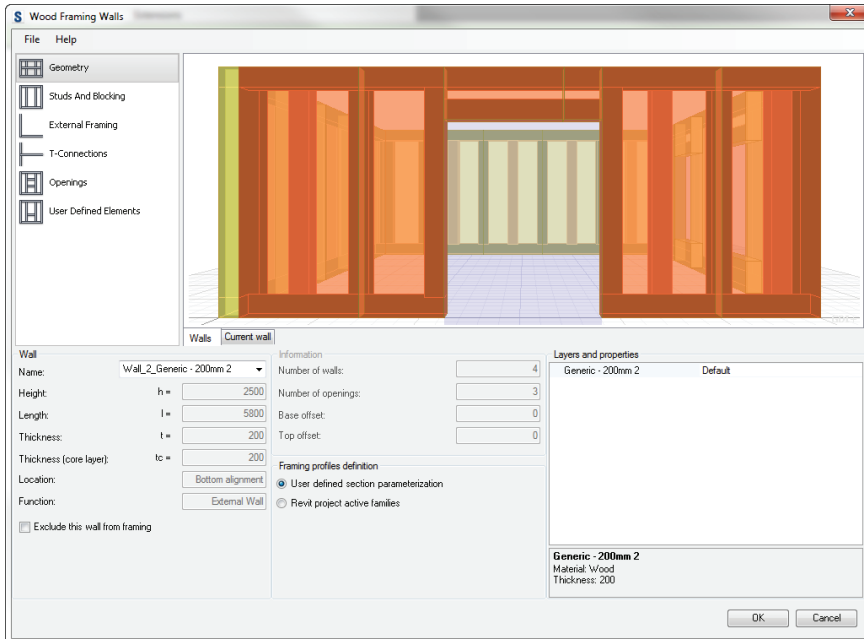 Wood Framing Walls
File Help
Geometry
Studs And Blocking
External Framing
T-Connections
Openings
User Defined Elements
Walls Current wall
Wall
Name: Wall_2_Generic - 200mm 2
Height: h = 2500
Length: l = 5800
Thickness: t = 200
Thickness (core layer): tc = 200
Location: Bottom alignment
Function: External Wall
Exclude this wall from framing
Information
Number of walls: 4
Number of openings: 3
Base offset: 0
Top offset: 0
Framing profiles definition
User defined section parameterization
Revit project active families
Layers and properties
Generic - 200mm 2 Default
Generic - 200mm 2
Material: Wood
Thickness: 200
OK Cancel